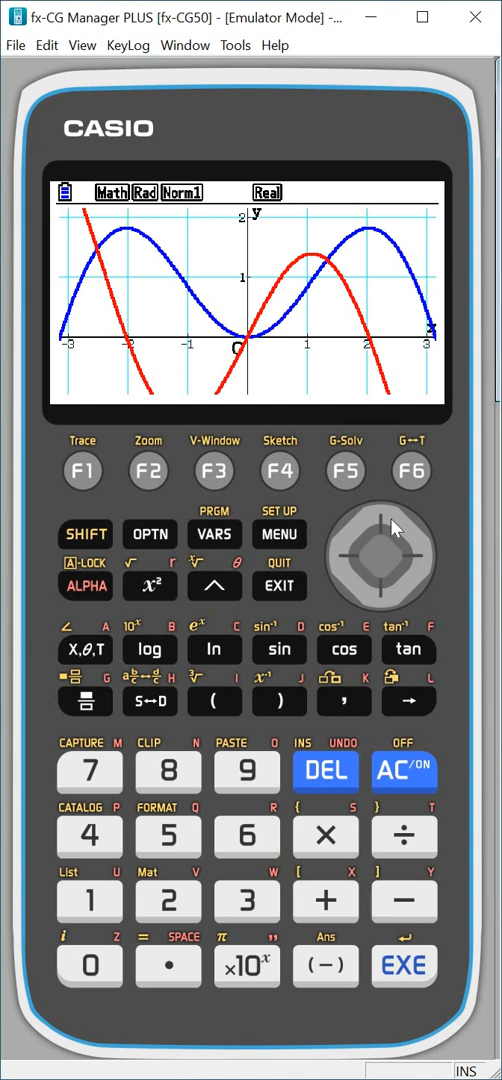 fx-CG Manager PLUS [fx-CG50] - [Emulator Mode] -...
File Edit View KeyLog Window Tools Help
CASIO
Math Rad Norm1 Real
2 y
1
-3 -2 -1 O 1 2 3 x
Trace Zoom V-Window Sketch G-Solv G↔T
F1 F2 F3 F4 F5 F6
PRGM SET UP
SHIFT OPTN VARS MENU
A-LOCK √ r ˣ√ θ QUIT
ALPHA x² ^ EXIT
∠ A 10ˣ B eˣ C sin⁻¹ D cos⁻¹ E tan⁻¹ F
X,θ,T log ln sin cos tan
G a b/c↔d/c H ³√ I x⁻¹ J K L
S↔D ( ) , →
CAPTURE M CLIP N PASTE O INS UNDO OFF
7 8 9 DEL AC/ON
CATALOG P FORMAT Q R { S } T
4 5 6 × ÷
List U Mat V W [ X ] Y
1 2 3 + −
i Z = SPACE π " Ans ↵
0 • ×10ˣ (−) EXE
INS